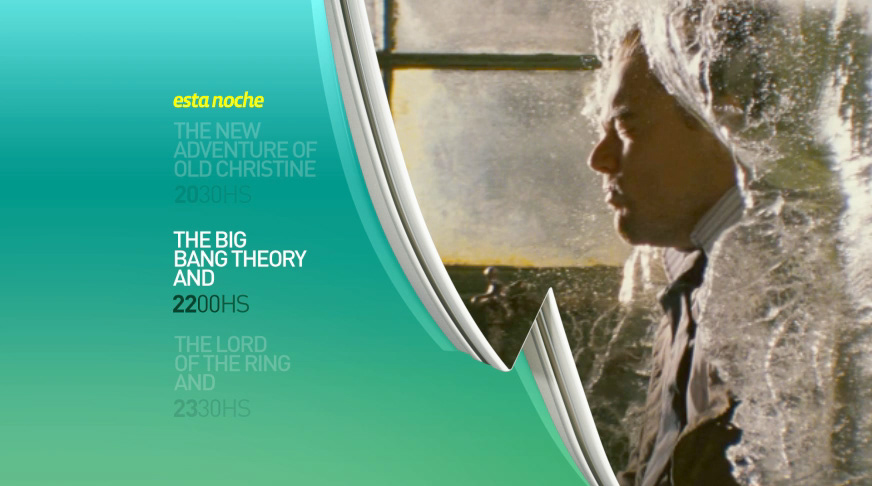 esta noche
THE NEW
ADVENTURE OF
OLD CHRISTINE
2030HS
THE BIG
BANG THEORY
AND
2200HS
THE LORD
OF THE RING
AND
2330HS